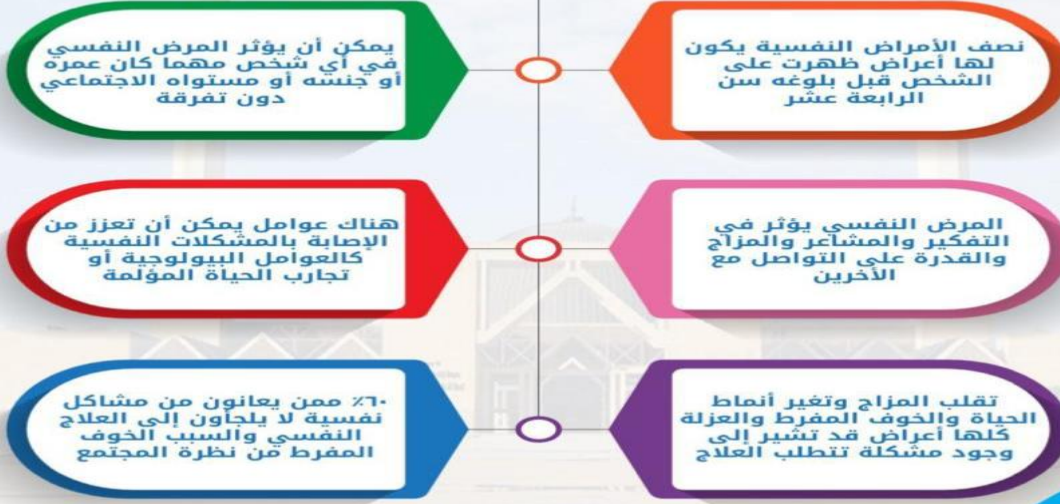 نصف الأمراض النفسية يكون
لها أعراض ظهرت على
الشخص قبل بلوغه سن
الرابعة عشر
يمكن أن يؤثر المرض النفسي
في أي شخص مهما كان عمره
أو جنسه أو مستواه الاجتماعي
دون تفرقة
المرض النفسي يؤثر في
التفكير والمشاعر والمزاج
والقدرة على التواصل مع
الأخرين
هناك عوامل يمكن أن تعزز من
الإصابة بالمشكلات النفسية
كالعوامل البيولوجية أو
تجارب الحياة المؤلمة
تقلب المزاج وتغير أنماط
الحياة والخوف المفرط والعزلة
كلها أعراض قد تشير إلى
وجود مشكلة تتطلب العلاج
٦٠٪ ممن يعانون من مشاكل
نفسية لا يلجأون إلى العلاج
النفسي والسبب الخوف
المفرط من نظرة المجتمع